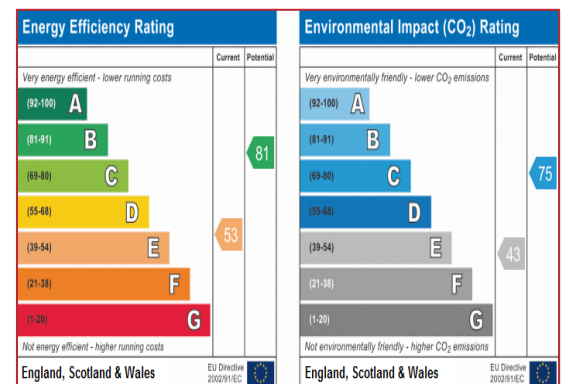 Energy Efficiency Rating
Current Potential
Very energy efficient - lower running costs
(92-100) A
(81-91) B
81
(69-80) C
(55-68) D
53
(39-54) E
(21-38) F
(1-20) G
Not energy efficient - higher running costs
England, Scotland & Wales
EU Directive
2002/91/EC
Environmental Impact (CO₂) Rating
Current Potential
Very environmentally friendly - lower CO₂ emissions
(92-100) A
(81-91) B
(69-80) C
75
(55-68) D
(39-54) E
43
(21-38) F
(1-20) G
Not environmentally friendly - higher CO₂ emissions
England, Scotland & Wales
EU Directive
2002/91/EC